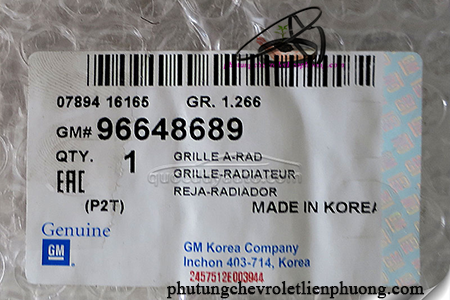 07894 16165 GR. 1.266
GM# 96648689
QTY. 1 GRILLE A-RAD
GRILLE-RADIATEUR
REJA-RADIADOR
EAC
(P2T) MADE IN KOREA
Genuine
GM
GM Korea Company
Inchon 403-714, Korea
2457512E003944
phutungchevroletlienphuong.com